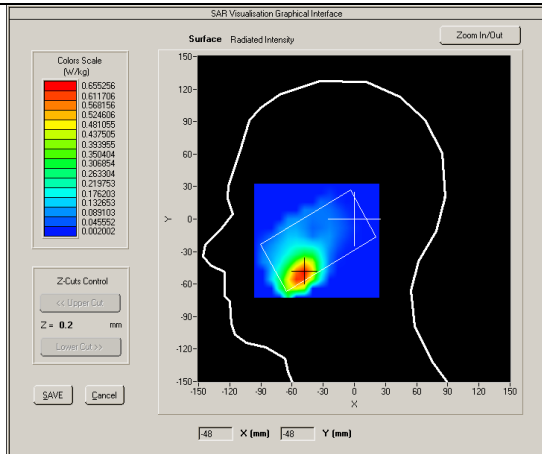 SAR Visualisation Graphical Interface
Surface Radiated Intensity
Zoom In/Out
Colors Scale
(W/kg)
0.655256
0.611706
0.568156
0.524606
0.481055
0.437505
0.393955
0.350404
0.306854
0.263304
0.219753
0.176203
0.132653
0.089103
0.045552
0.002002
Z-Cuts Control
<< Upper Cut
Z = 0.2 mm
Lower Cut >>
SAVE
Cancel
150
120
90
60
30
0
-30
-60
-90
-120
-150
Y
-150 -120 -90 -60 -30 0 30 60 90 120 150
X
-48 X (mm) -48 Y (mm)